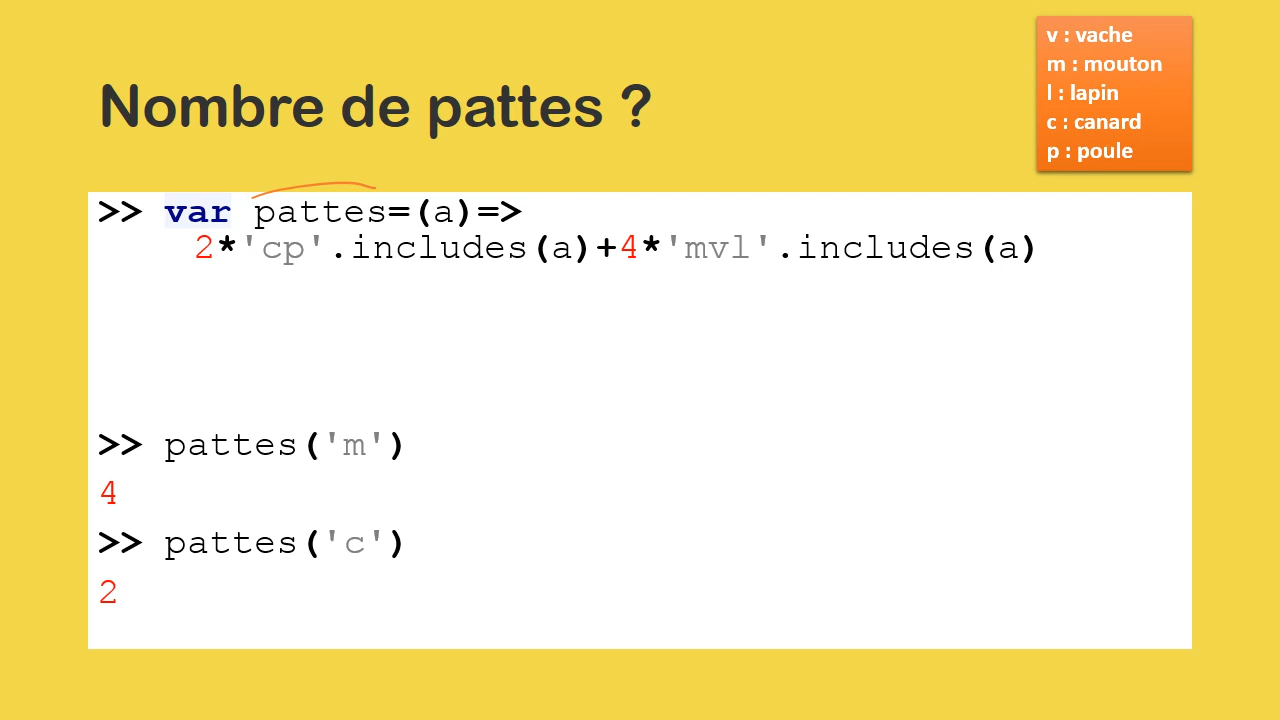 Nombre de pattes ?
v : vache
m : mouton
l : lapin
c : canard
p : poule
>> var pattes=(a)=>
2*'cp'.includes(a)+4*'mvl'.includes(a)
>> pattes('m')
4
>> pattes('c')
2